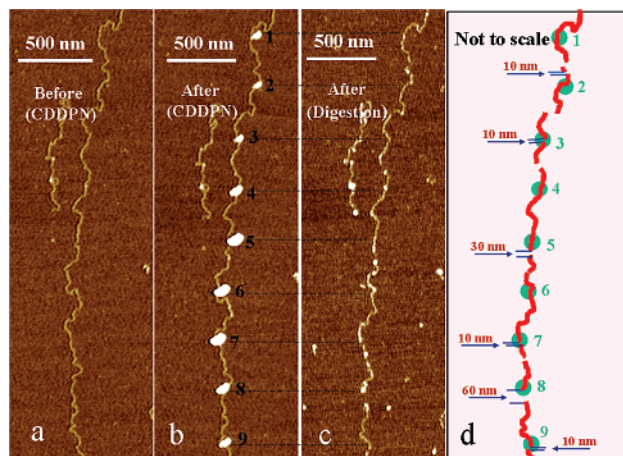 500 nm
Before
(CDDPN)
a
500 nm
After
(CDDPN)
1
2
3
4
5
6
7
8
9
b
500 nm
After
(Digestion)
c
Not to scale
1
10 nm
2
10 nm
3
4
5
30 nm
6
7
10 nm
8
60 nm
9
10 nm
d